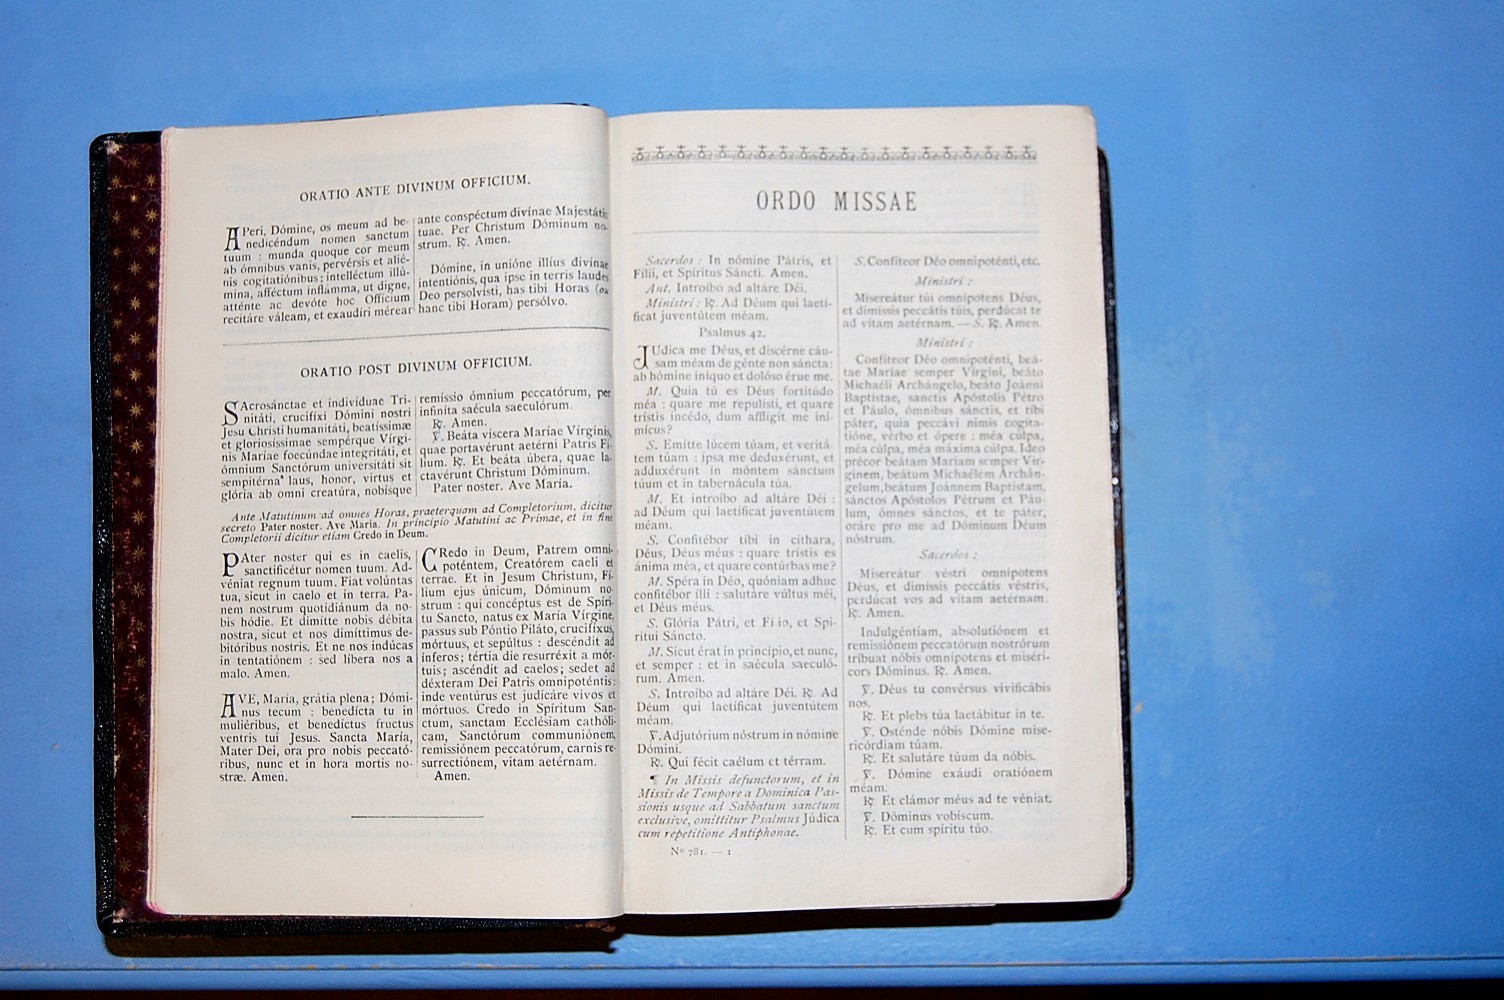 ORATIO ANTE DIVINUM OFFICIUM.
APeri, Dómine, os meum ad be-
nedicéndum nomen sanctum
tuum : munda quoque cor meum
ab ómnibus vanis, pervérsis et alié-
nis cogitatiónibus; intelléctum illú-
mina, afféctum inflámma, ut digne,
atténte ac devóte hoc Officium
recitáre váleam, et exaudíri mérear
ante conspéctum divínae Majestátis
tuae. Per Christum Dóminum no-
strum. ℟. Amen.
Dómine, in unióne illíus divínae
intentiónis, qua ipse in terris laudes
Deo persolvísti, has tibi Horas (ou
hanc tibi Horam) persólvo.
ORATIO POST DIVINUM OFFICIUM.
SAcrosánctae et indivíduae Tri-
nitáti, crucifíxi Dómini nostri
Jesu Christi humanitáti, beatíssimæ
et gloriosíssimae sempérque Vírgi-
nis Maríae foecúndae integritáti, et
ómnium Sanctórum universitáti sit
sempitérna laus, honor, virtus et
glória ab omni creatúra, nobísque
remíssio ómnium peccatórum, per
infiníta saécula saeculórum.
℟. Amen.
℣. Beáta víscera Maríae Vírginis,
quae portavérunt aetérni Patris Fí-
lium. ℟. Et beáta úbera, quae la-
ctavérunt Christum Dóminum.
Pater noster. Ave María.
Ante Matutinum ad omnes Horas, praeterquam ad Completorium, dicitur
secreto Pater noster. Ave María. In principio Matutini ac Primae, et in fine
Completorii dicitur etiam Credo in Deum.
PAter noster qui es in caelis,
sanctificétur nomen tuum. Ad-
véniat regnum tuum. Fiat volúntas
tua, sicut in caelo et in terra. Pa-
nem nostrum quotidiánum da no-
bis hódie. Et dimítte nobis débita
nostra, sicut et nos dimíttimus de-
bitóribus nostris. Et ne nos indúcas
in tentatiónem : sed líbera nos a
malo. Amen.
AVE, María, grátia plena; Dómi-
nus tecum : benedícta tu in
muliéribus, et benedíctus fructus
ventris tui Jesus. Sancta María,
Mater Dei, ora pro nobis peccató-
ribus, nunc et in hora mortis no-
stræ. Amen.
CRedo in Deum, Patrem omni-
poténtem, Creatórem caeli et
terrae. Et in Jesum Christum, Fí-
lium ejus únicum, Dóminum no-
strum : qui concéptus est de Spíri-
tu Sancto, natus ex María Vírgine,
passus sub Póntio Piláto, crucifíxus,
mórtuus, et sepúltus : descéndit ad
ínferos; tértia die resurréxit a mór-
tuis; ascéndit ad caelos; sedet ad
déxteram Dei Patris omnipoténtis:
inde ventúrus est judicáre vivos et
mórtuos. Credo in Spíritum San-
ctum, sanctam Ecclésiam cathóli-
cam, Sanctórum communiónem,
remissiónem peccatórum, carnis re-
surrectiónem, vitam aetérnam.
Amen.
ORDO MISSAE
Sacerdos : In nómine Pátris, et
Fílii, et Spíritus Sáncti. Amen.
Ant. Introíbo ad altáre Déi.
Ministri : ℟. Ad Déum qui laetí-
ficat juventútem méam.
Psalmus 42.
JUdica me Déus, et discérne cáu-
sam méam de génte non sáncta:
ab hómine iníquo et dolóso érue me.
M. Quia tú es Déus fortitúdo
méa : quare me repulísti, et quare
trístis incédo, dum afflígit me ini-
mícus?
S. Emítte lúcem túam, et veritá-
tem túam : ipsa me deduxérunt, et
adduxérunt in móntem sánctum
túum et in tabernácula túa.
M. Et introíbo ad altáre Déi :
ad Déum qui laetíficat juventútem
méam.
S. Confitébor tíbi in cíthara,
Déus, Déus méus : quare trístis es
ánima méa, et quare contúrbas me?
M. Spéra in Déo, quóniam adhuc
confitébor ílli : salutáre vúltus méi,
et Déus méus.
S. Glória Pátri, et Fí io, et Spi-
rítui Sáncto.
M. Sicut érat in princípio, et nunc,
et semper : et in saécula saeculó-
rum. Amen.
S. Introíbo ad altáre Déi. ℟. Ad
Déum qui laetíficat juventútem
méam.
℣. Adjutórium nóstrum in nómine
Dómini.
℟. Qui fécit caélum et térram.
¶ In Missis defunctorum, et in
Missis de Tempore a Dominica Pas-
sionis usque ad Sabbatum sanctum
exclusive, omittitur Psalmus Júdica
cum repetitione Antiphonae.
Nº 781. — 1
S. Confíteor Déo omnipoténti, etc.
Ministri :
Misereátur túi omnípotens Déus,
et dimíssis peccátis túis, perdúcat te
ad vítam aetérnam. — S. ℟. Amen.
Ministri :
Confíteor Déo omnipoténti, beá-
tae Maríae semper Vírgini, beáto
Michaéli Archángelo, beáto Joánni
Baptístae, sanctis Apóstolis Pétro
et Páulo, ómnibus sánctis, et tíbi
páter, quia peccávi nímis cogita-
tióne, vérbo et ópere : méa cúlpa,
méa cúlpa, méa máxima cúlpa. Ideo
précor beátam Maríam semper Vír-
ginem, beátum Michaélem Archán-
gelum, beátum Joánnem Baptístam,
sánctos Apóstolos Pétrum et Páu-
lum, ómnes sánctos, et te páter,
oráre pro me ad Dóminum Déum
nóstrum.
Sacerdos :
Misereátur véstri omnípotens
Déus, et dimíssis peccátis véstris,
perdúcat vos ad vítam aetérnam.
℟. Amen.
Indulgéntiam, absolutiónem et
remissiónem peccatórum nostrórum
tríbuat nóbis omnípotens et miséri-
cors Dóminus. ℟. Amen.
℣. Déus tu convérsus vivificábis
nos.
℟. Et plebs túa laetábitur in te.
℣. Osténde nóbis Dómine mise-
ricórdiam túam.
℟. Et salutáre túum da nóbis.
℣. Dómine exáudi oratiónem
méam.
℟. Et clámor méus ad te véniat.
℣. Dóminus vobíscum.
℟. Et cum spíritu túo.